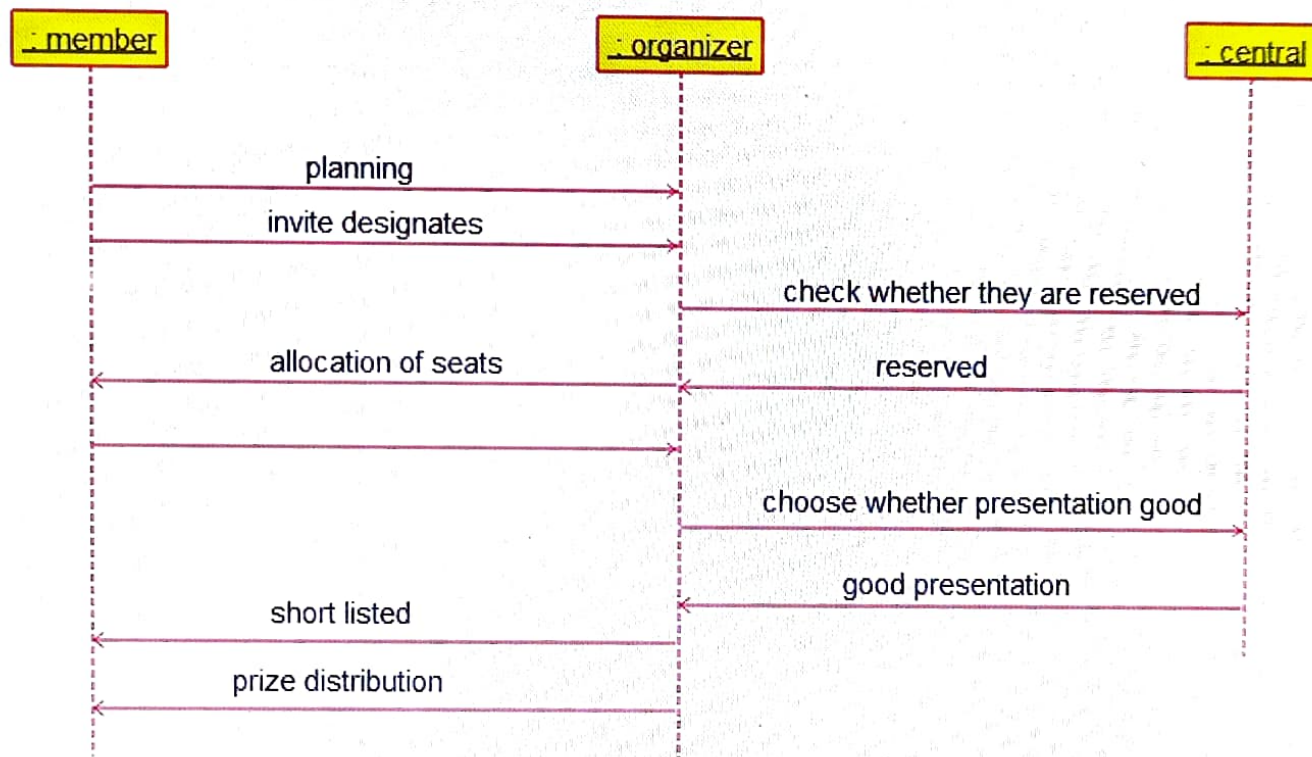 : member
: organizer
: central
planning
invite designates
check whether they are reserved
allocation of seats
reserved
choose whether presentation good
good presentation
short listed
prize distribution